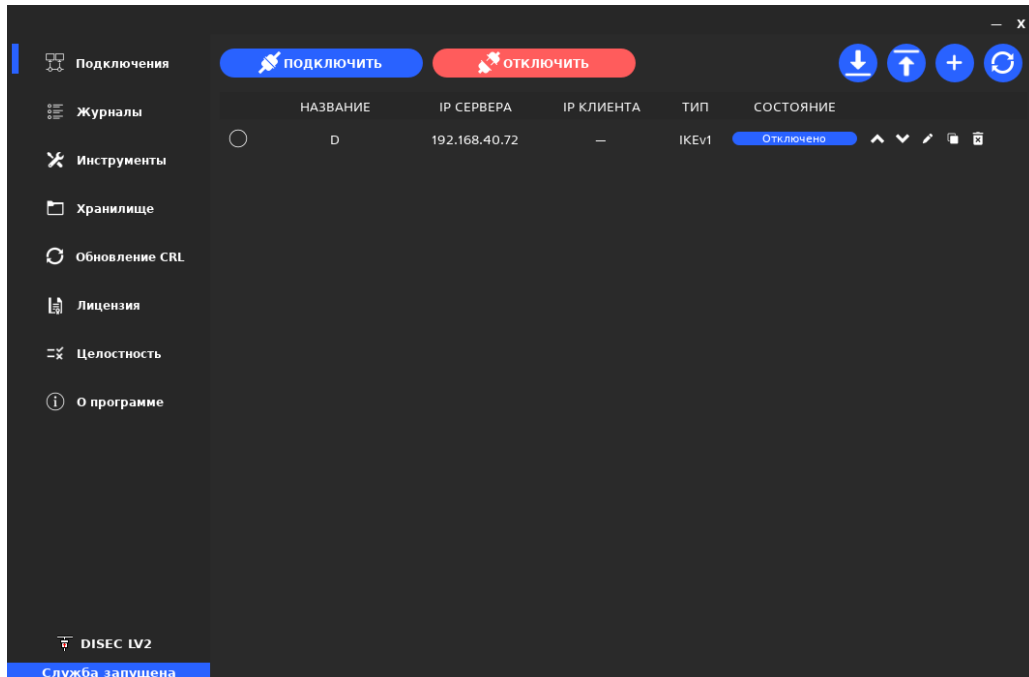 — x
Подключения
Журналы
Инструменты
Хранилище
Обновление CRL
Лицензия
Целостность
О программе
DISEC LV2
Служба запущена
ПОДКЛЮЧИТЬ ОТКЛЮЧИТЬ
НАЗВАНИЕ IP СЕРВЕРА IP КЛИЕНТА ТИП СОСТОЯНИЕ
D 192.168.40.72 — IKEv1 Отключено